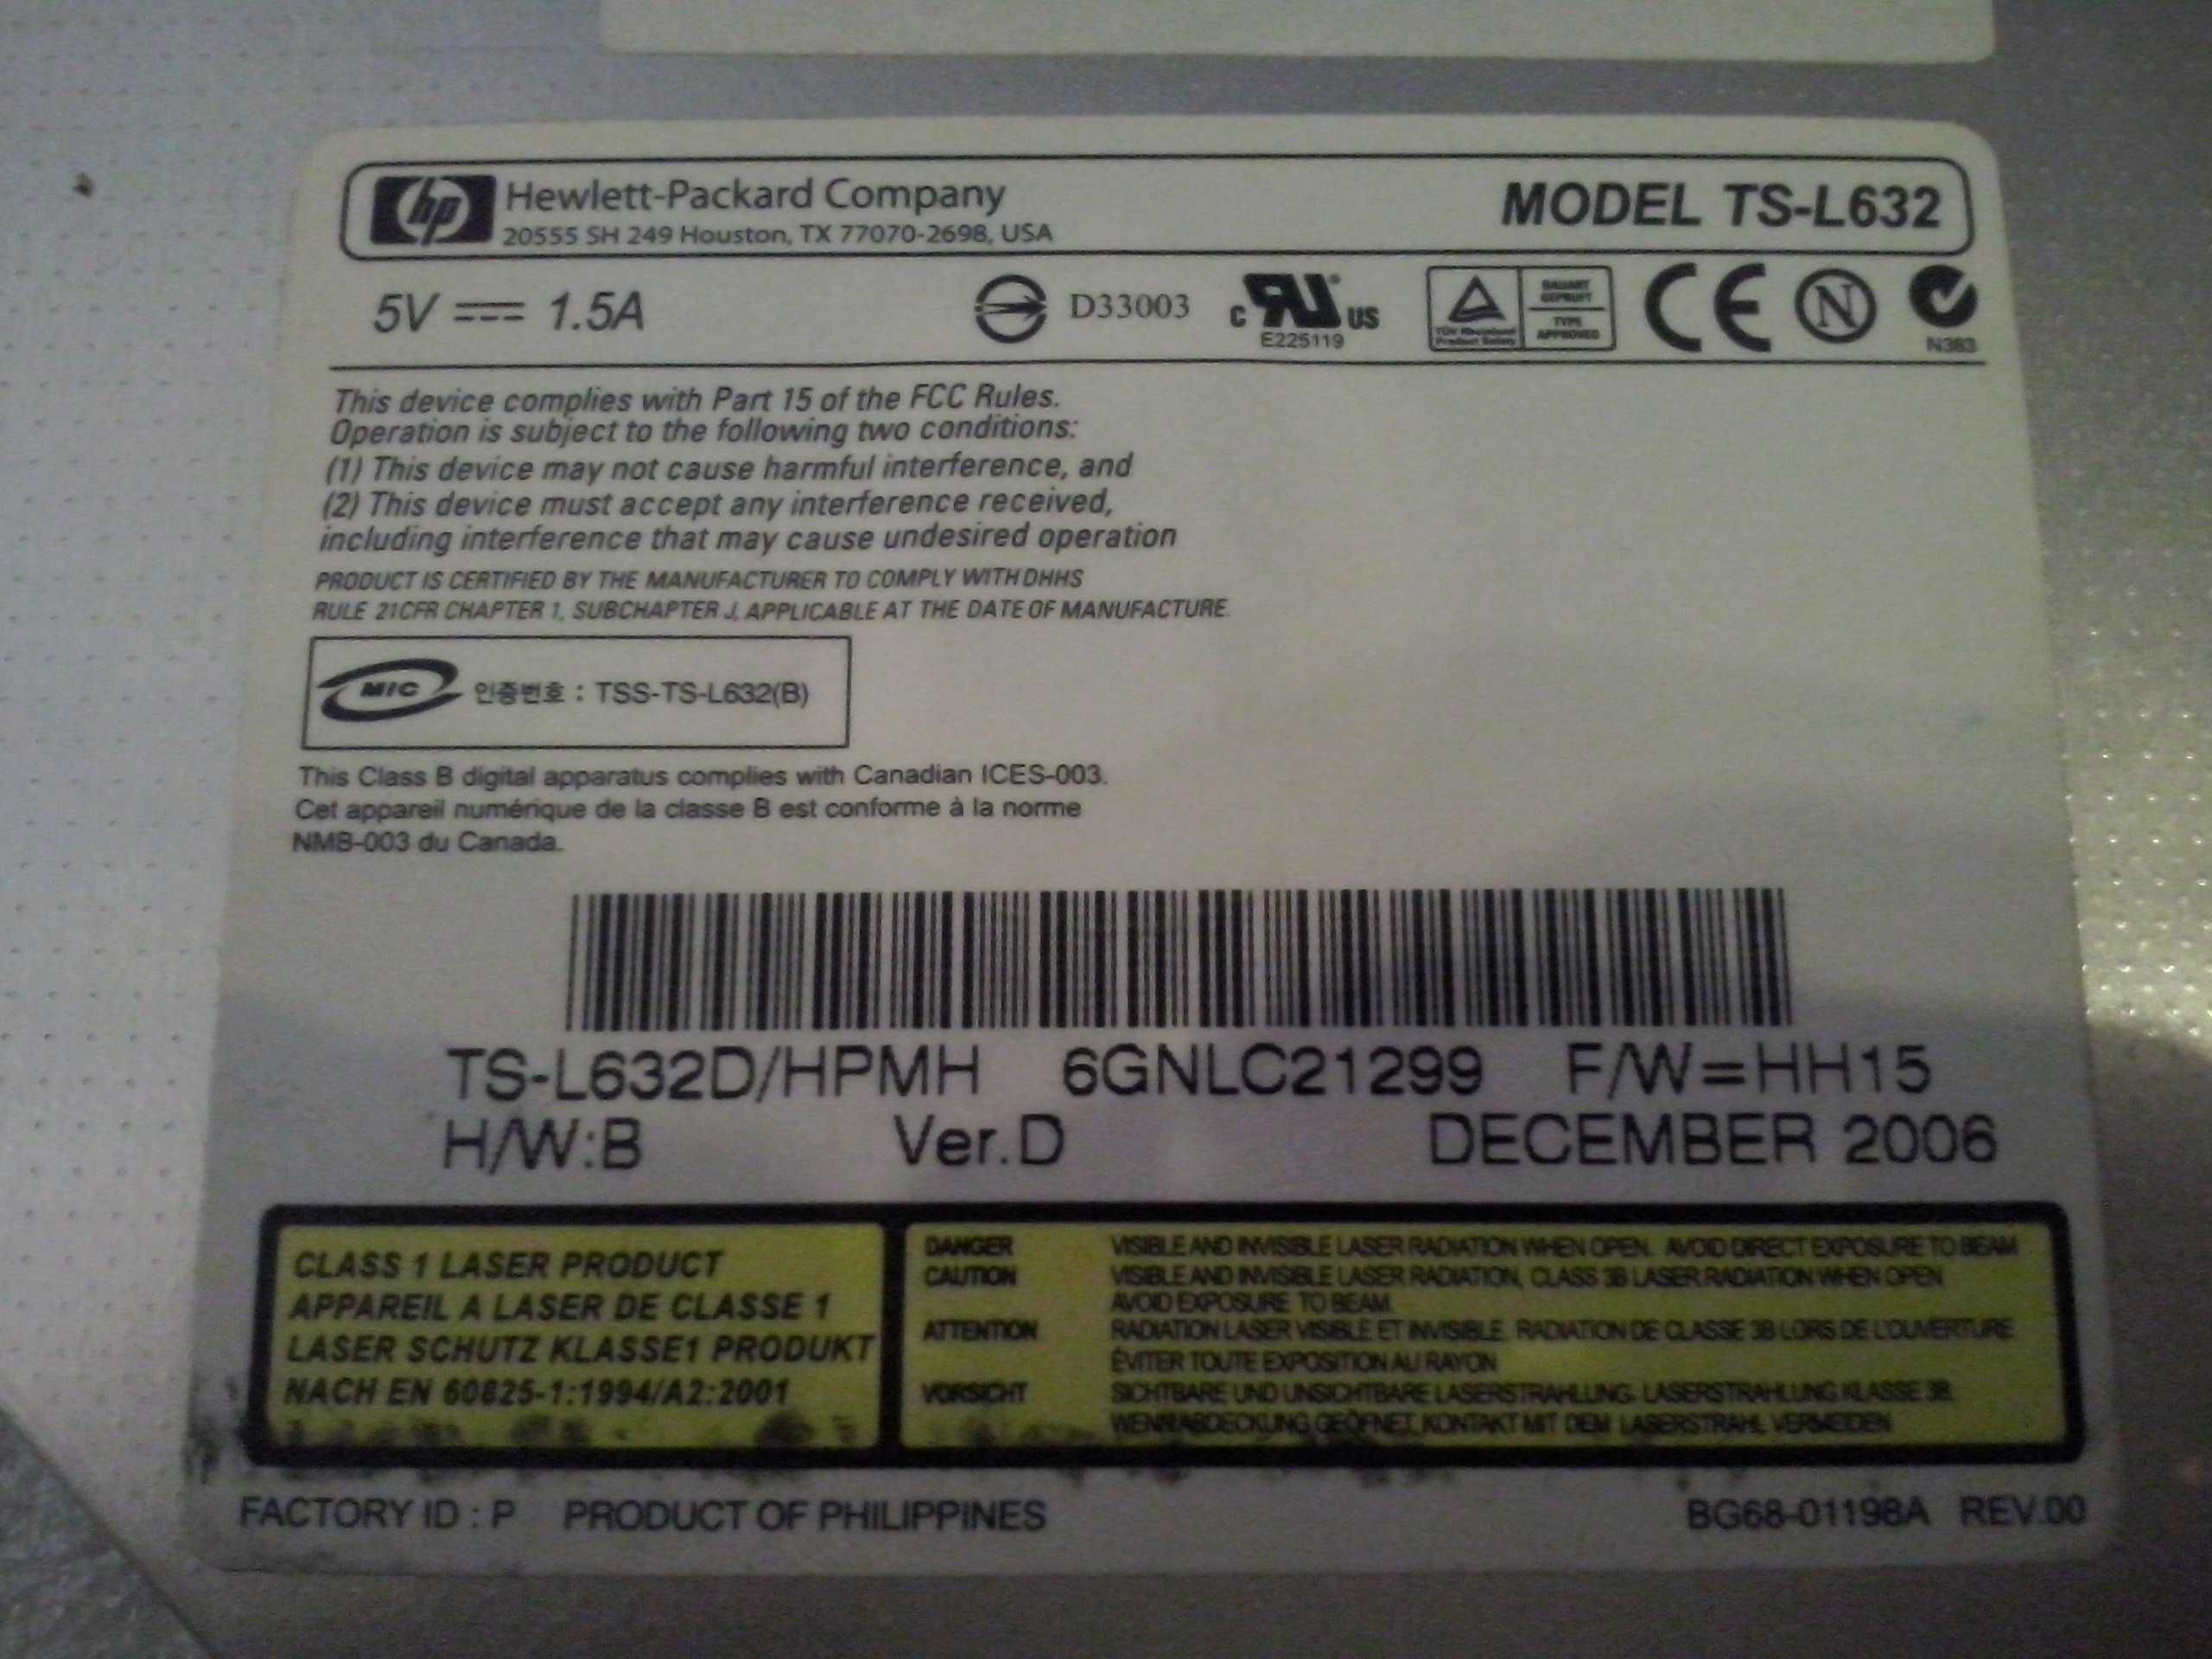 hp Hewlett-Packard Company
20555 SH 249 Houston, TX 77070-2698, USA
MODEL TS-L632
5V 1.5A
D33003
c RU US
E225119
TÜV Rheinland
Product Safety
BAUART
GEPRÜFT
TYPE
APPROVED
CE
N
N383
This device complies with Part 15 of the FCC Rules.
Operation is subject to the following two conditions:
(1) This device may not cause harmful interference, and
(2) This device must accept any interference received,
including interference that may cause undesired operation
PRODUCT IS CERTIFIED BY THE MANUFACTURER TO COMPLY WITH DHHS
RULE 21CFR CHAPTER 1, SUBCHAPTER J, APPLICABLE AT THE DATE OF MANUFACTURE.
MIC 인증번호 : TSS-TS-L632(B)
This Class B digital apparatus complies with Canadian ICES-003.
Cet appareil numérique de la classe B est conforme à la norme
NMB-003 du Canada.
TS-L632D/HPMH 6GNLC21299 F/W=HH15
H/W:B Ver.D DECEMBER 2006
CLASS 1 LASER PRODUCT
APPAREIL A LASER DE CLASSE 1
LASER SCHUTZ KLASSE1 PRODUKT
NACH EN 60825-1:1994/A2:2001
DANGER VISIBLE AND INVISIBLE LASER RADIATION WHEN OPEN. AVOID DIRECT EXPOSURE TO BEAM
CAUTION VISIBLE AND INVISIBLE LASER RADIATION, CLASS 3B LASER RADIATION WHEN OPEN
AVOID EXPOSURE TO BEAM.
ATTENTION RADIATION LASER VISIBLE ET INVISIBLE, RADIATION DE CLASSE 3B LORS DE L'OUVERTURE
ÉVITER TOUTE EXPOSITION AU RAYON
VORSICHT SICHTBARE UND UNSICHTBARE LASERSTRAHLUNG. LASERSTRAHLUNG KLASSE 3B,
WENN ABDECKUNG GEÖFNET, KONTAKT MIT DEM LASERSTRAHL VERMEIDEN
FACTORY ID : P PRODUCT OF PHILIPPINES
BG68-01198A REV.00